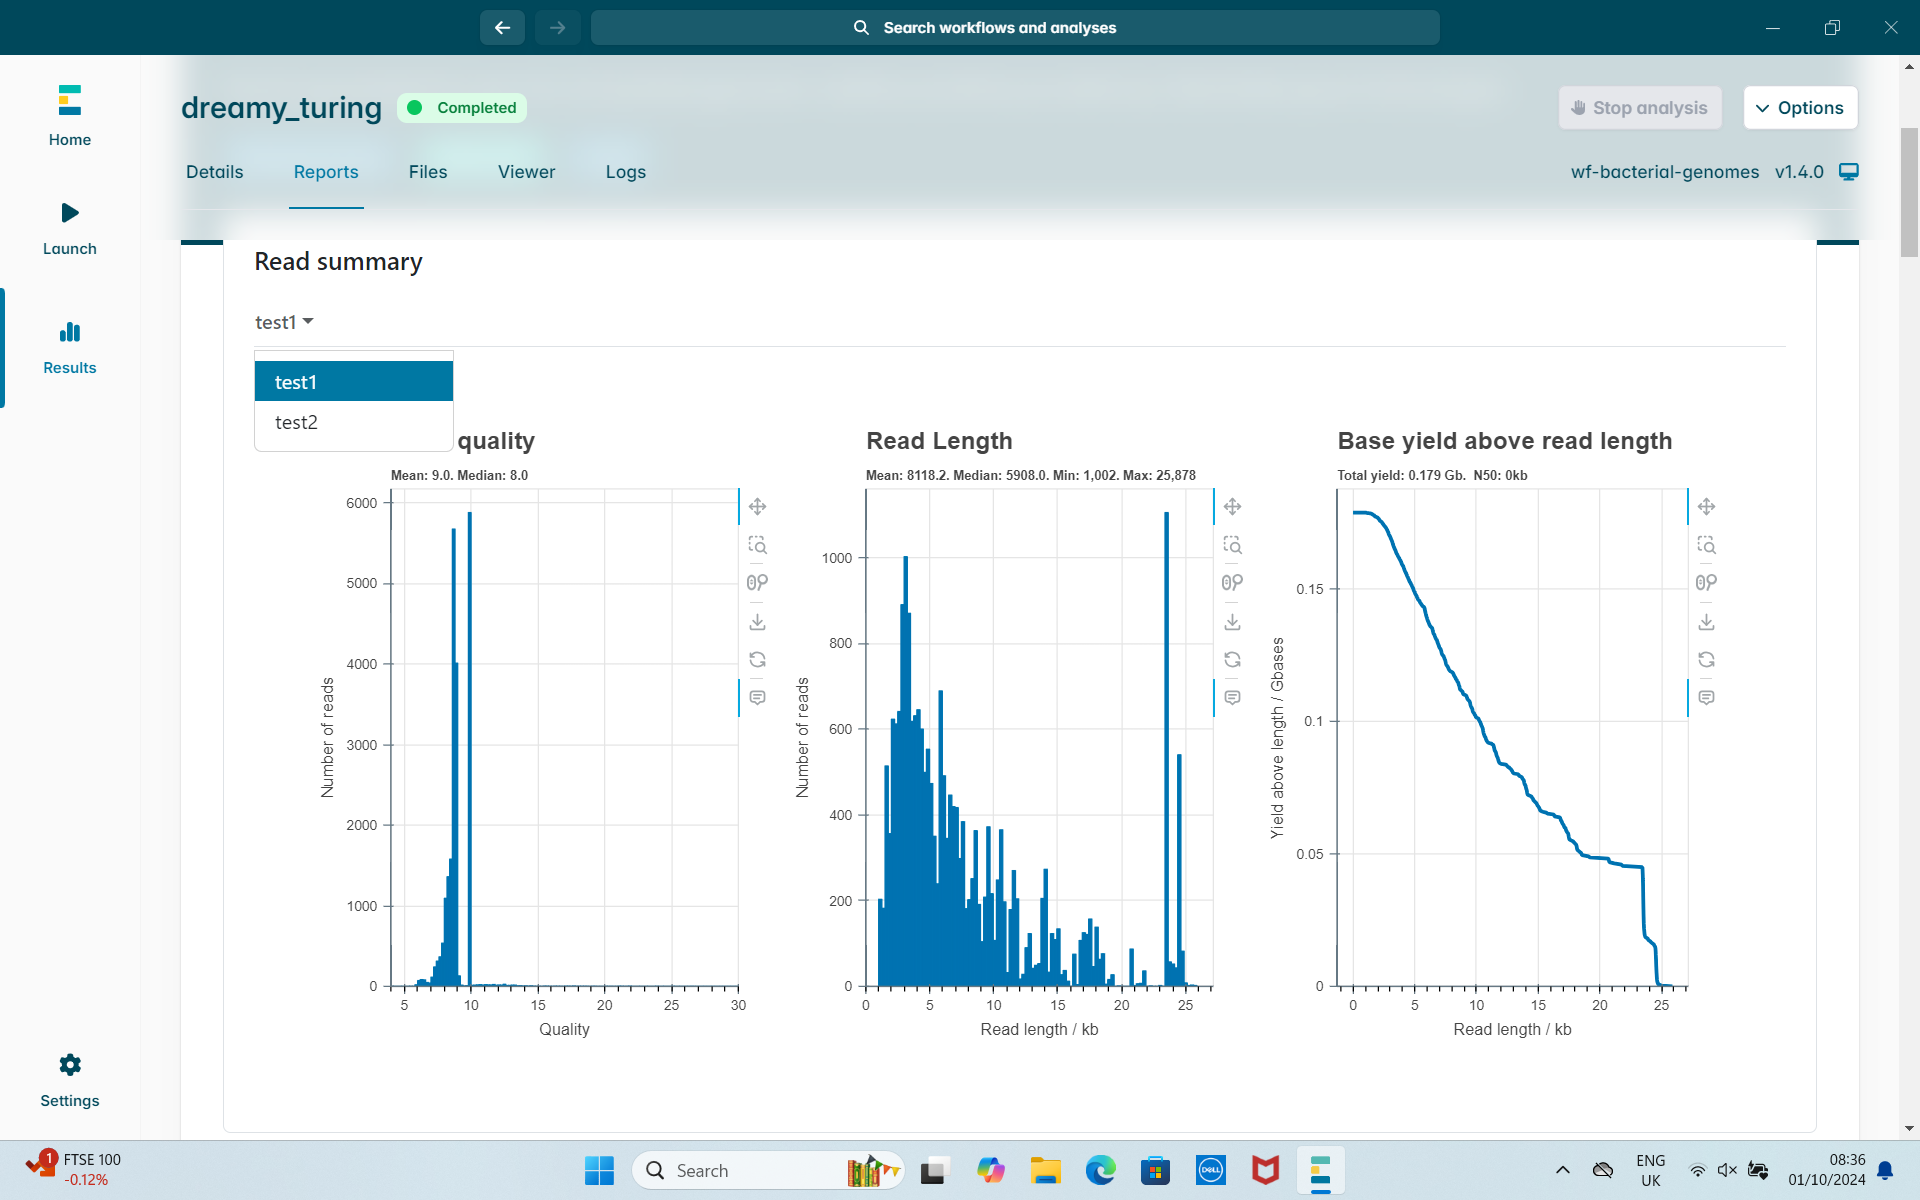 Search workflows and analyses
dreamy_turing
Completed
Stop analysis
Options
Home
Details
Reports
Files
Viewer
Logs
wf-bacterial-genomes v1.4.0
Launch
Results
Settings
Read summary
test1
test1
test2
quality
Mean: 9.0. Median: 8.0
6000
5000
4000
3000
2000
1000
0
Number of reads
5 10 15 20 25 30
Quality
Read Length
Mean: 8118.2. Median: 5908.0. Min: 1,002. Max: 25,878
1000
800
600
400
200
0
Number of reads
0 5 10 15 20 25
Read length / kb
Base yield above read length
Total yield: 0.179 Gb. N50: 0kb
0.15
0.1
0.05
0
Yield above length / Gbases
0 5 10 15 20 25
Read length / kb
1
FTSE 100
-0.12%
Search
DELL
ENG
UK
08:36
01/10/2024